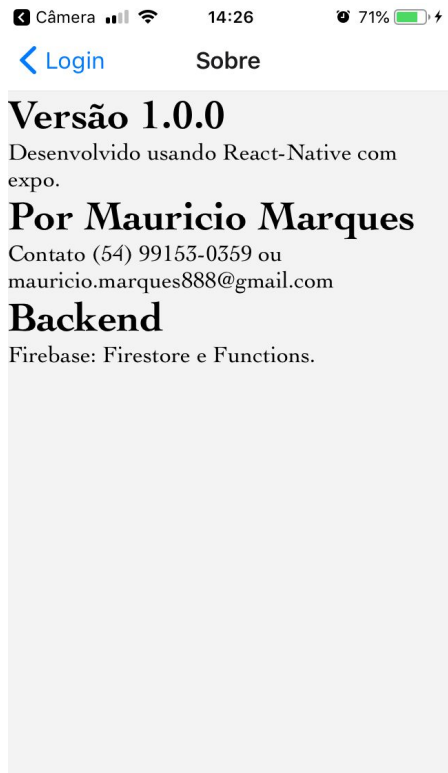 Câmera 14:26 71%
Login Sobre
Versão 1.0.0
Desenvolvido usando React-Native com
expo.
Por Mauricio Marques
Contato (54) 99153-0359 ou
mauricio.marques888@gmail.com
Backend
Firebase: Firestore e Functions.